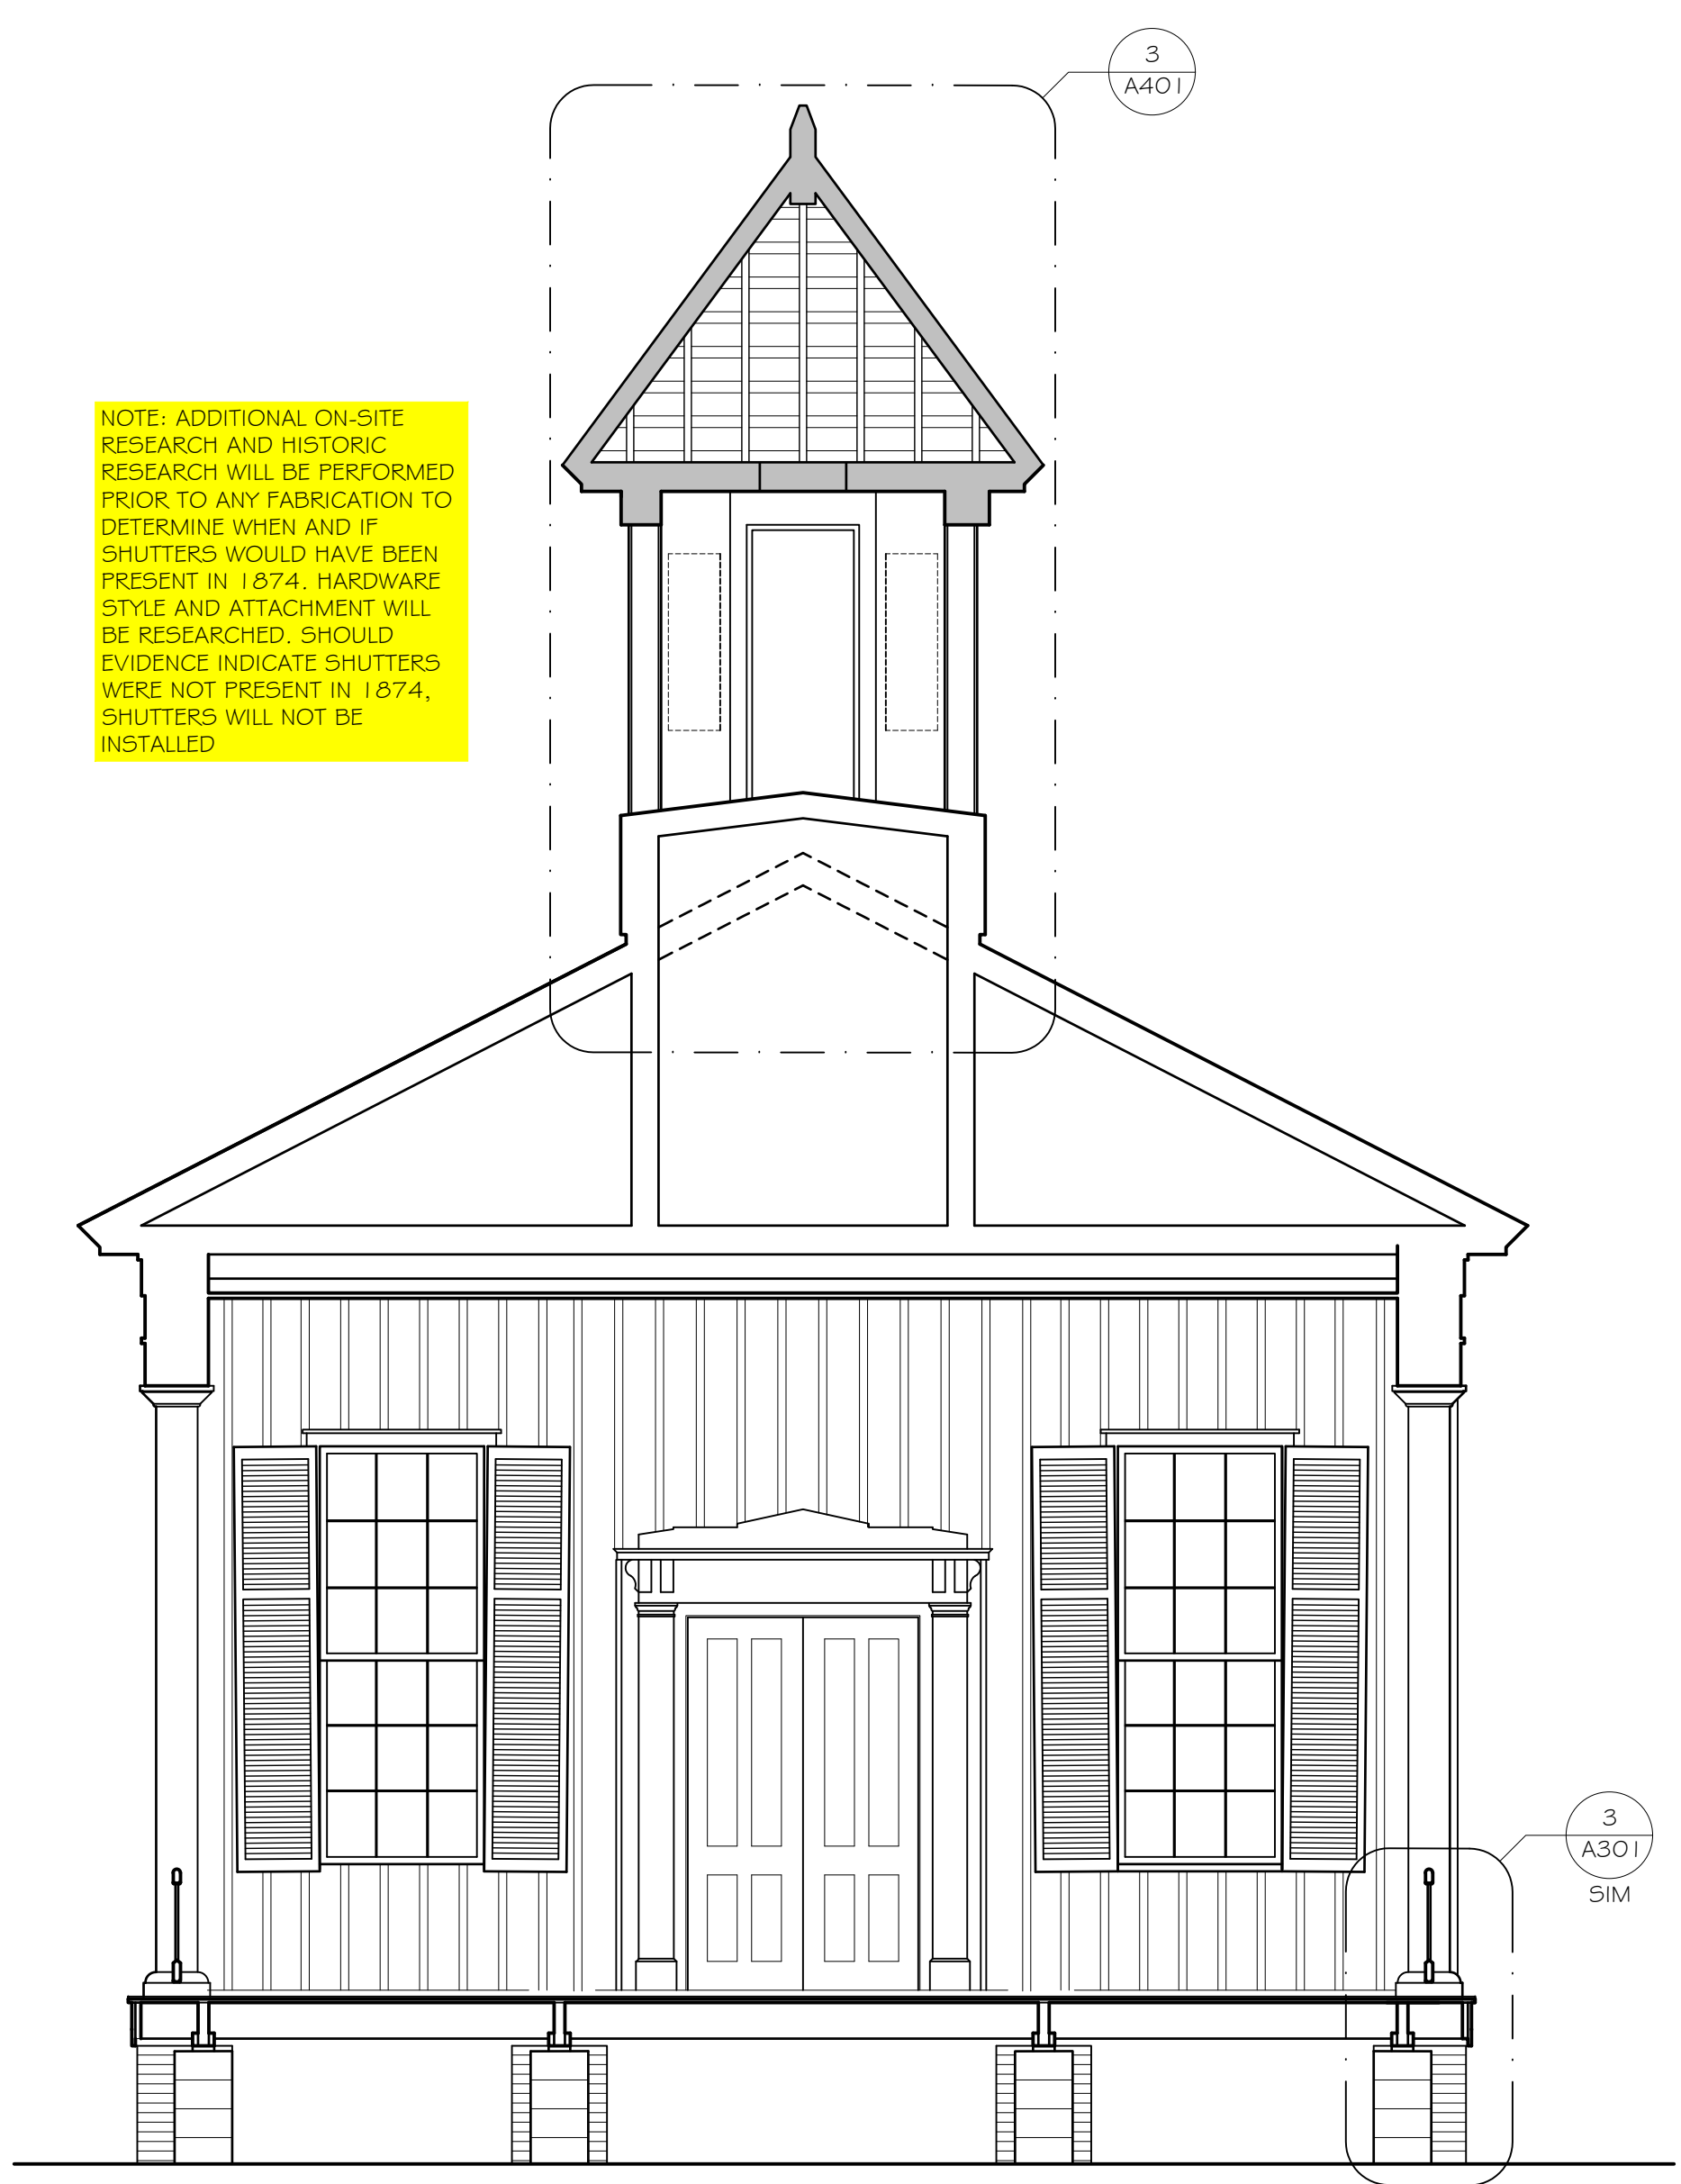 3
A401
NOTE: ADDITIONAL ON-SITE
RESEARCH AND HISTORIC
RESEARCH WILL BE PERFORMED
PRIOR TO ANY FABRICATION TO
DETERMINE WHEN AND IF
SHUTTERS WOULD HAVE BEEN
PRESENT IN 1874. HARDWARE
STYLE AND ATTACHMENT WILL
BE RESEARCHED. SHOULD
EVIDENCE INDICATE SHUTTERS
WERE NOT PRESENT IN 1874,
SHUTTERS WILL NOT BE
INSTALLED
3
A301
SIM